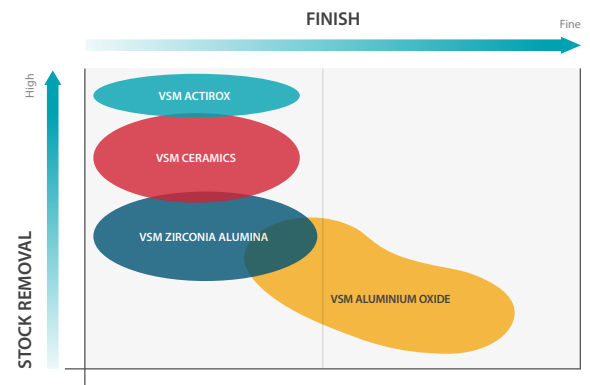 FINISH
Fine
High
STOCK REMOVAL
VSM ACTIROX
VSM CERAMICS
VSM ZIRCONIA ALUMINA
VSM ALUMINIUM OXIDE